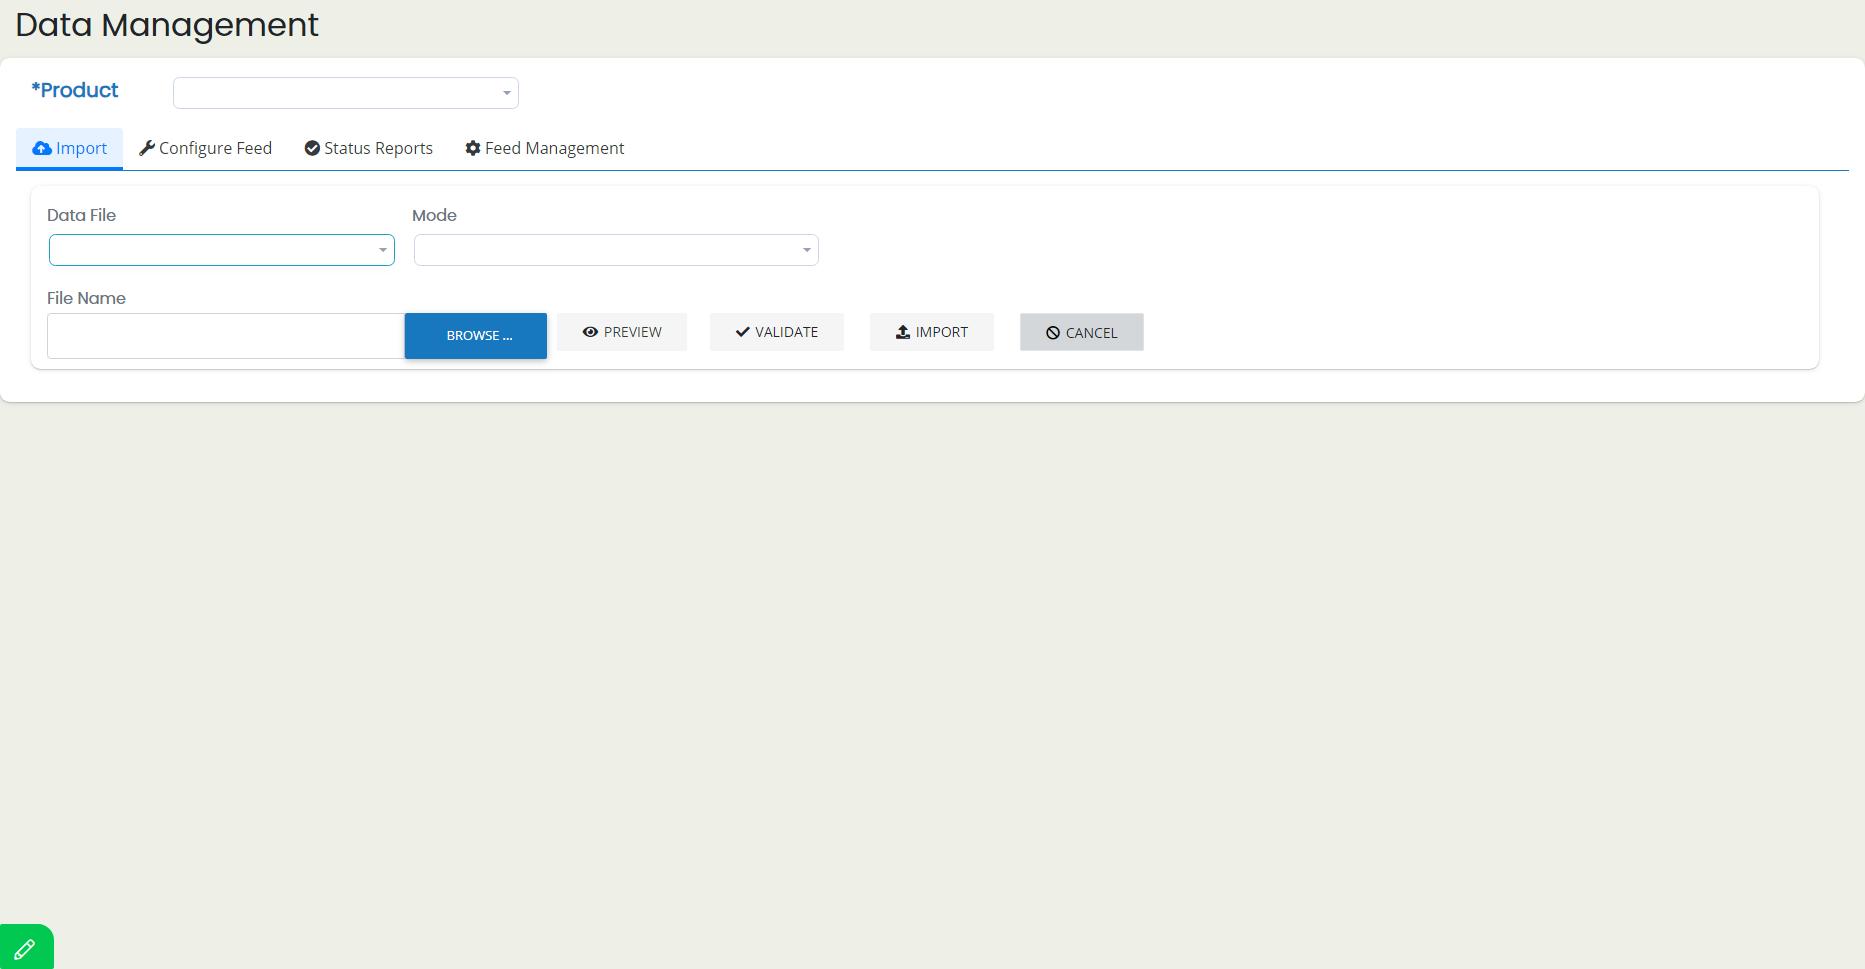 Data Management
*Product
Import Configure Feed Status Reports Feed Management
Data File Mode
File Name
BROWSE ... PREVIEW VALIDATE IMPORT CANCEL